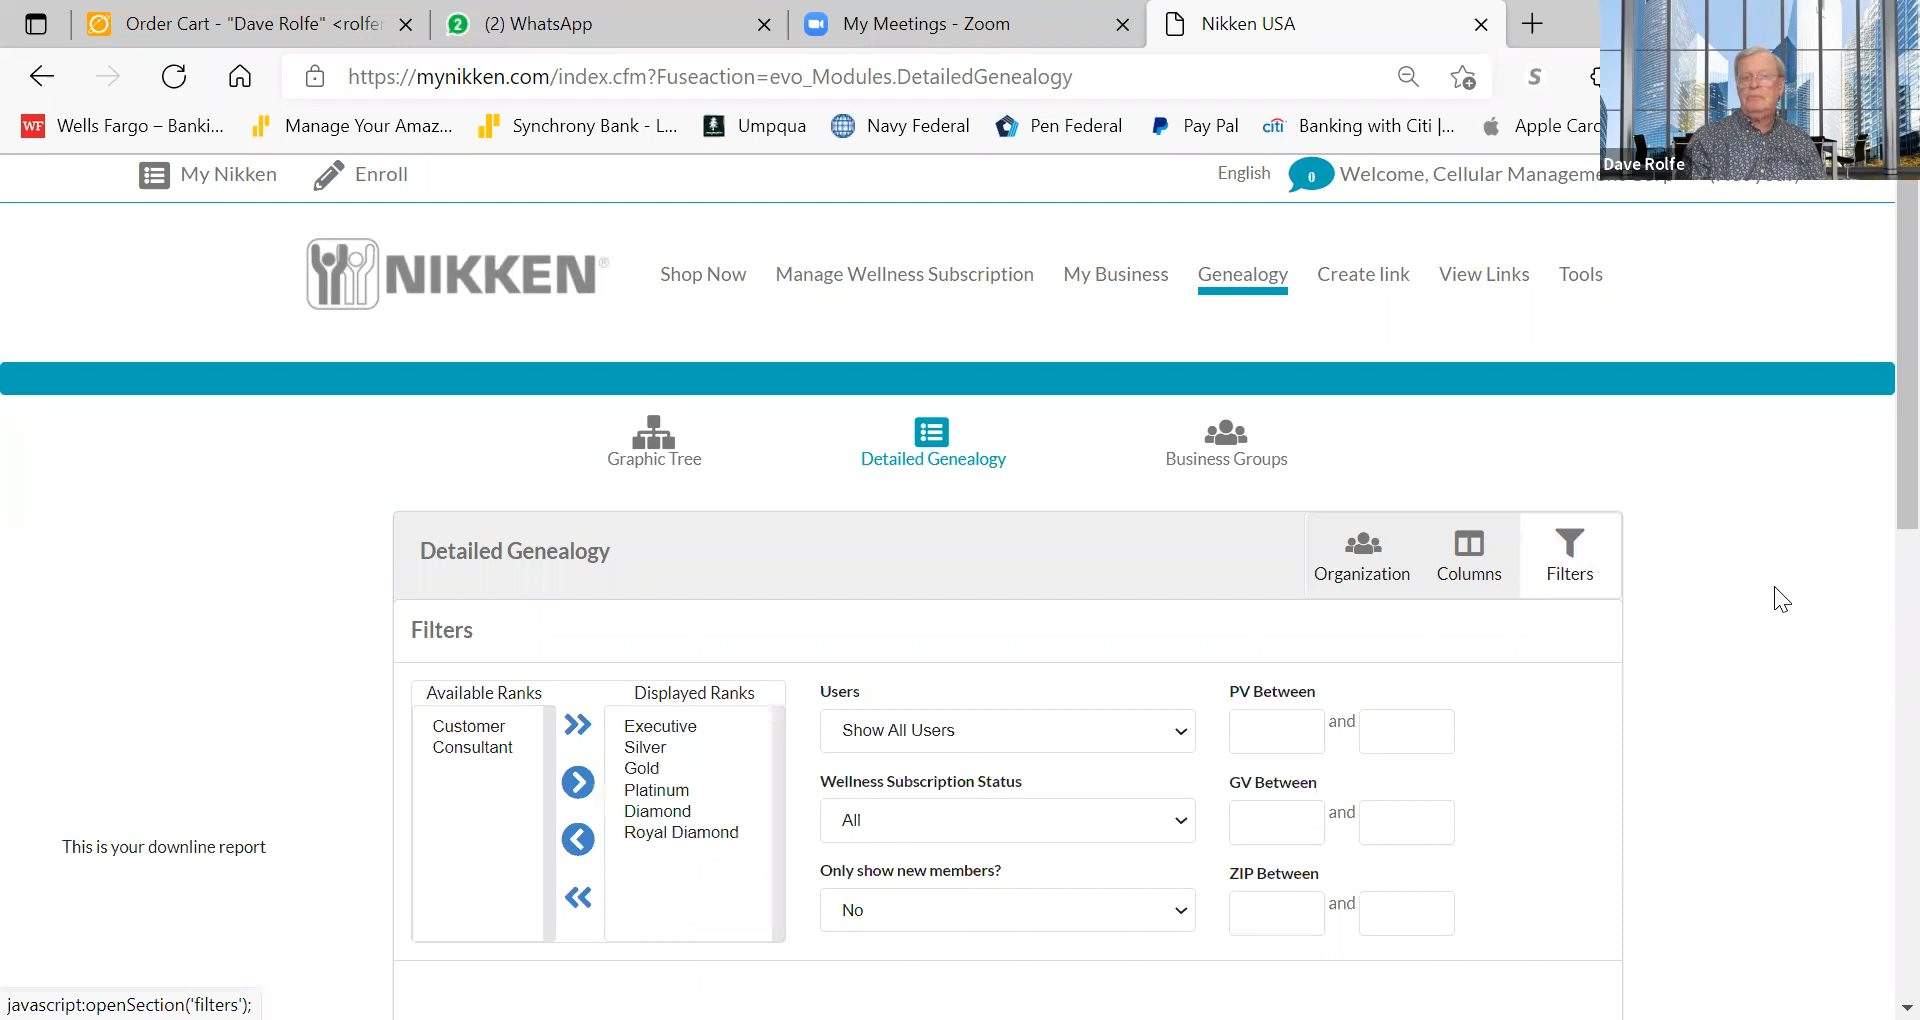 Order Cart - "Dave Rolfe" <rolfer
2 (2) WhatsApp
My Meetings - Zoom
Nikken USA
https://mynikken.com/index.cfm?Fuseaction=evo_Modules.DetailedGenealogy
S
WF Wells Fargo – Banki...
Manage Your Amaz...
Synchrony Bank - L...
Umpqua
Navy Federal
Pen Federal
Pay Pal
citi Banking with Citi |...
Apple Card
Dave Rolfe
My Nikken
Enroll
English
0
Welcome, Cellular Manageme
NIKKEN®
Shop Now
Manage Wellness Subscription
My Business
Genealogy
Create link
View Links
Tools
Graphic Tree
Detailed Genealogy
Business Groups
Detailed Genealogy
Organization
Columns
Filters
Filters
Available Ranks
Displayed Ranks
Customer
Consultant
Executive
Silver
Gold
Platinum
Diamond
Royal Diamond
Users
Show All Users
Wellness Subscription Status
All
Only show new members?
No
PV Between
and
GV Between
and
ZIP Between
and
This is your downline report
javascript:openSection('filters');